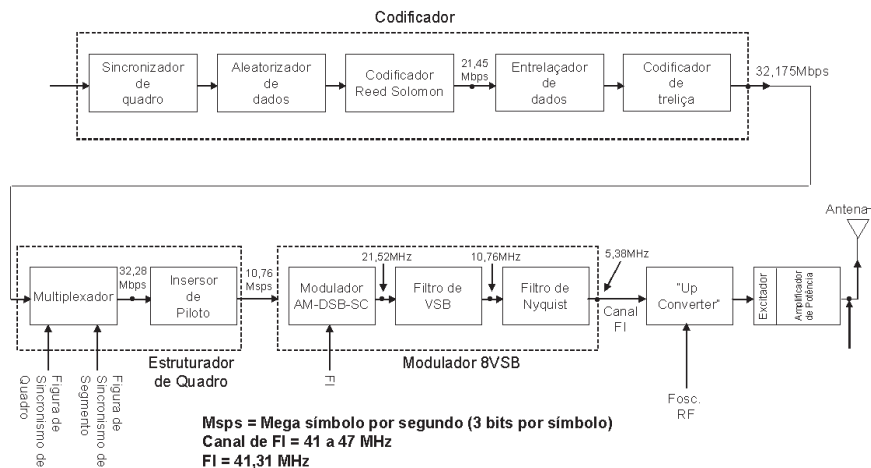 Codificador
Sincronizador
de
quadro
Aleatorizador
de
dados
Codificador
Reed Solomon
21,45
Mbps
Entrelaçador
de
dados
Codificador
de
treliça
32,175Mbps
Antena
Multiplexador
32,28
Mbps
Insersor
de
Piloto
10,76
Msps
Modulador
AM-DSB-SC
21,52MHz
Filtro de
VSB
10,76MHz
Filtro de
Nyquist
5,38MHz
Canal
FI
"Up
Converter"
Excitador
Amplificador
de Potência
Estruturador
de Quadro
Modulador 8VSB
Figura de
Sincronismo de
Quadro
Figura de
Sincronismo de
Segmento
FI
Fosc.
RF
Msps = Mega símbolo por segundo (3 bits por símbolo)
Canal de FI = 41 a 47 MHz
FI = 41,31 MHz